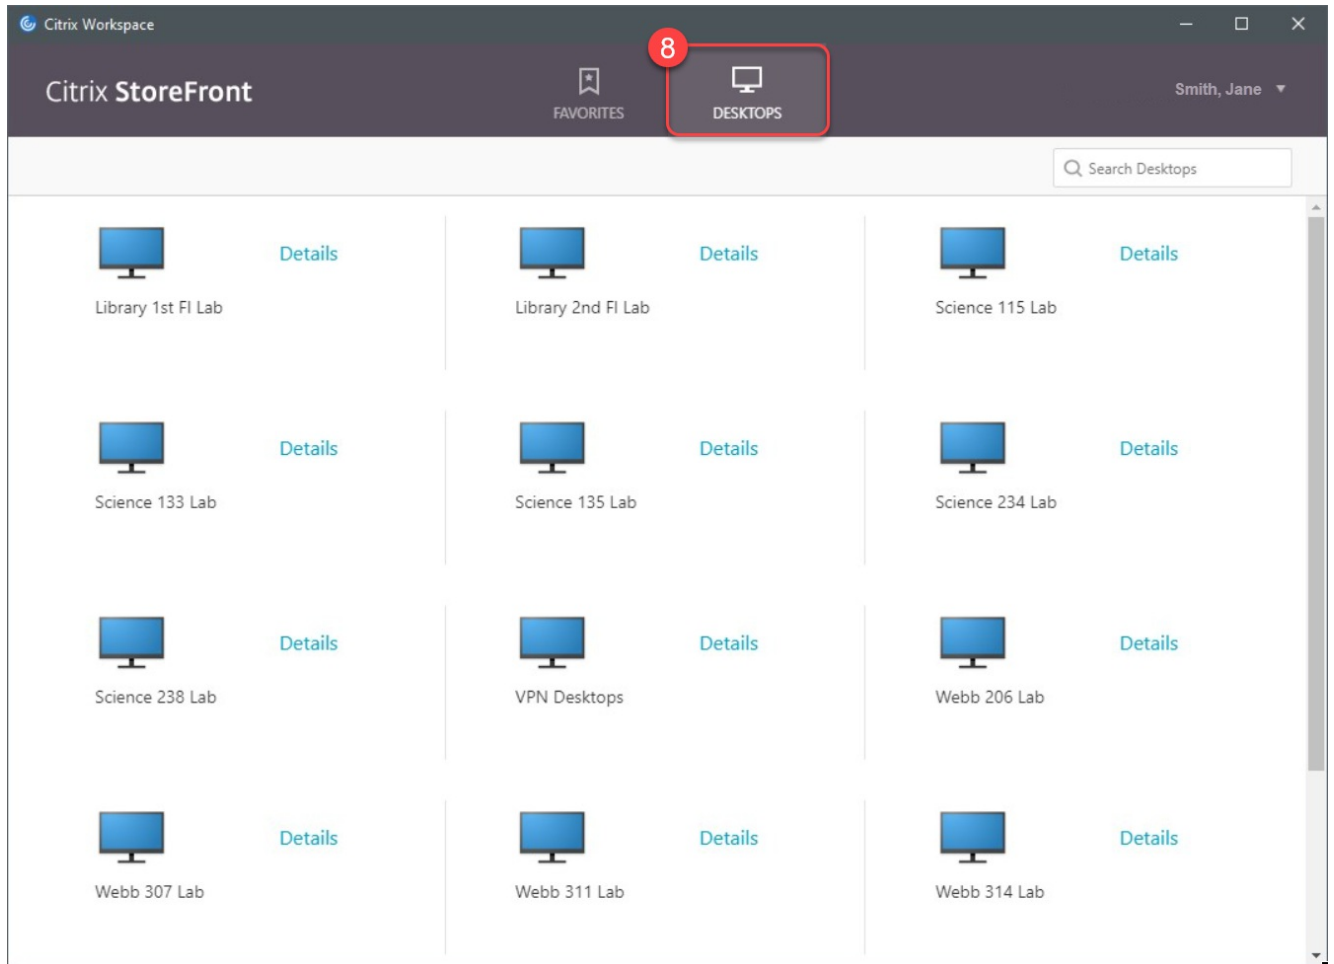 Citrix Workspace
Citrix StoreFront
8
FAVORITES
DESKTOPS
Smith, Jane
Search Desktops
Details
Details
Details
Library 1st Fl Lab
Library 2nd Fl Lab
Science 115 Lab
Details
Details
Details
Science 133 Lab
Science 135 Lab
Science 234 Lab
Details
Details
Details
Science 238 Lab
VPN Desktops
Webb 206 Lab
Details
Details
Details
Webb 307 Lab
Webb 311 Lab
Webb 314 Lab